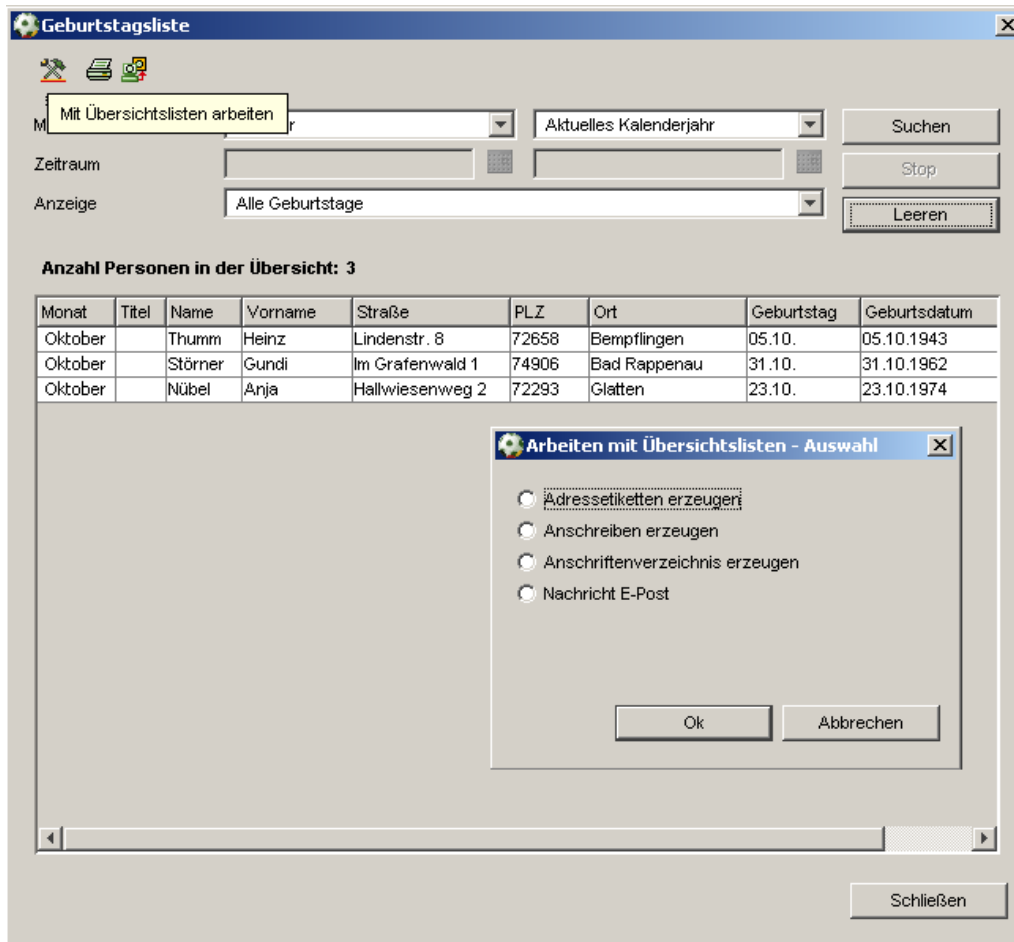 Geburtstagsliste
Mit Übersichtslisten arbeiten
Aktuelles Kalenderjahr
Suchen
Zeitraum
Stop
Anzeige
Alle Geburtstage
Leeren
Anzahl Personen in der Übersicht: 3
Monat Titel Name Vorname Straße PLZ Ort Geburtstag Geburtsdatum
Oktober Thumm Heinz Lindenstr. 8 72658 Bempflingen 05.10. 05.10.1943
Oktober Störner Gundi Im Grafenwald 1 74906 Bad Rappenau 31.10. 31.10.1962
Oktober Nübel Anja Hallwiesenweg 2 72293 Glatten 23.10. 23.10.1974
Arbeiten mit Übersichtslisten - Auswahl
Adressetiketten erzeugen
Anschreiben erzeugen
Anschriftenverzeichnis erzeugen
Nachricht E-Post
Ok
Abbrechen
Schließen